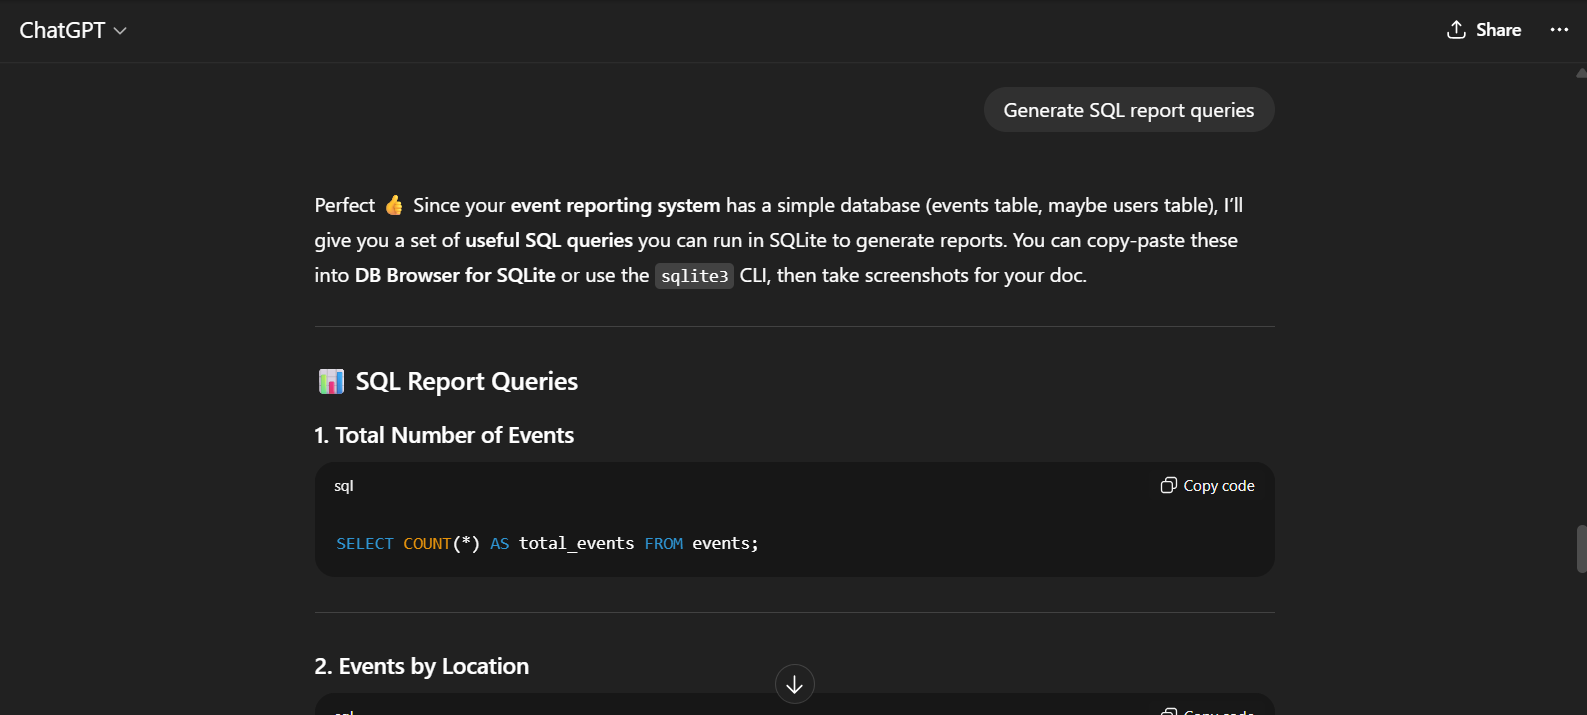 ChatGPT
Share
Generate SQL report queries
Perfect 👍 Since your event reporting system has a simple database (events table, maybe users table), I'll
give you a set of useful SQL queries you can run in SQLite to generate reports. You can copy-paste these
into DB Browser for SQLite or use the sqlite3 CLI, then take screenshots for your doc.
📊 SQL Report Queries
1. Total Number of Events
sql
Copy code
SELECT COUNT(*) AS total_events FROM events;
2. Events by Location
sql
Copy code